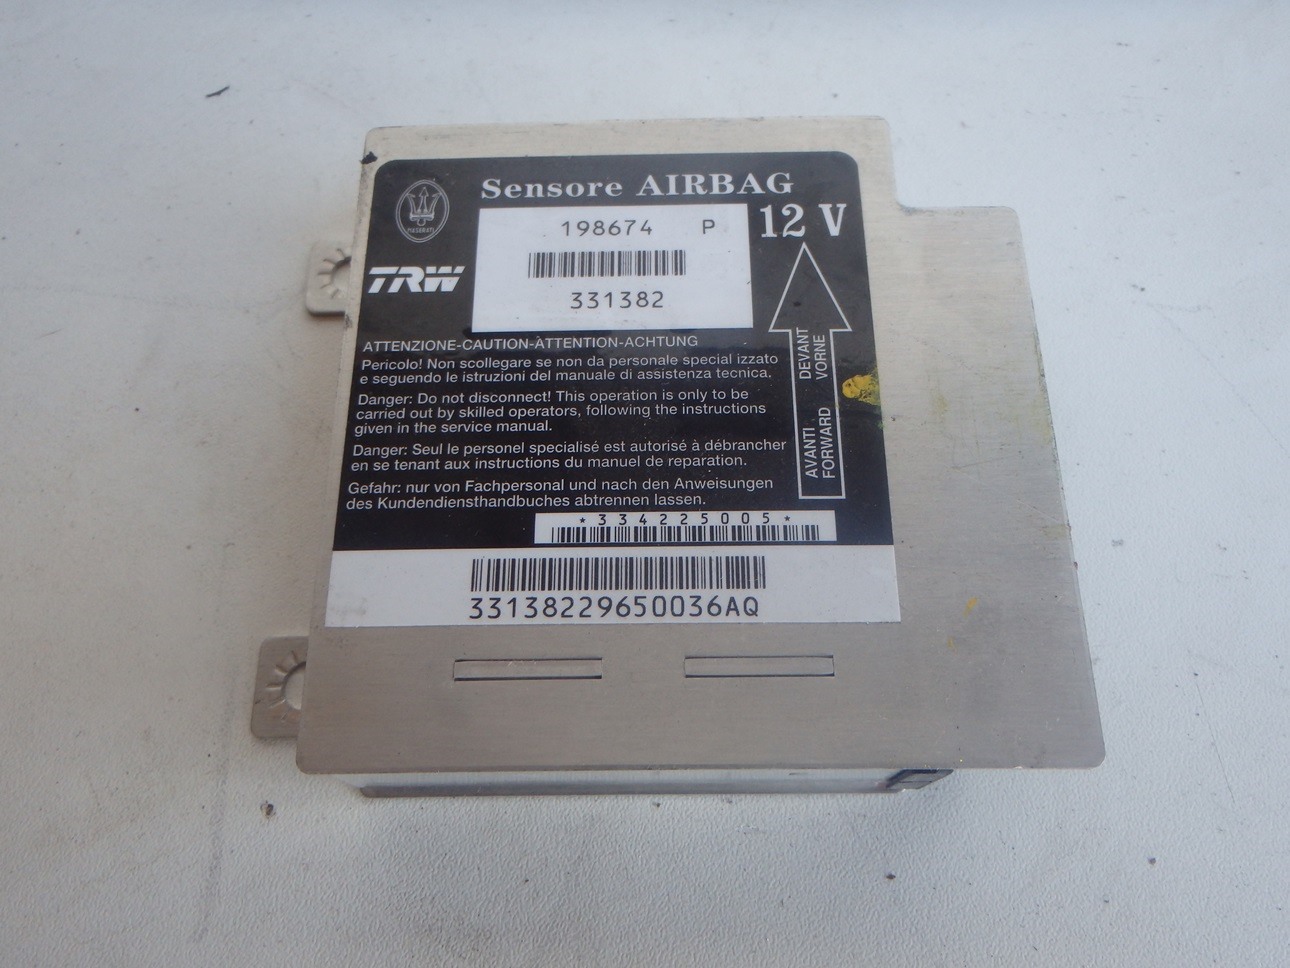 Sensore AIRBAG
MASERATI
198674 P
12 V
TRW
331382
ATTENZIONE-CAUTION-ATTENTION-ACHTUNG
Pericolo! Non scollegare se non da personale special izzato
e seguendo le istruzioni del manuale di assistenza tecnica.
Danger: Do not disconnect! This operation is only to be
carried out by skilled operators, following the instructions
given in the service manual.
Danger: Seul le personel specialisé est autorisé à débrancher
en se tenant aux instructions du manuel de reparation.
Gefahr: nur von Fachpersonal und nach den Anweisungen
des Kundendiensthandbuches abtrennen lassen.
AVANTI DEVANT
FORWARD VORNE
*334225005*
33138229650036AQ